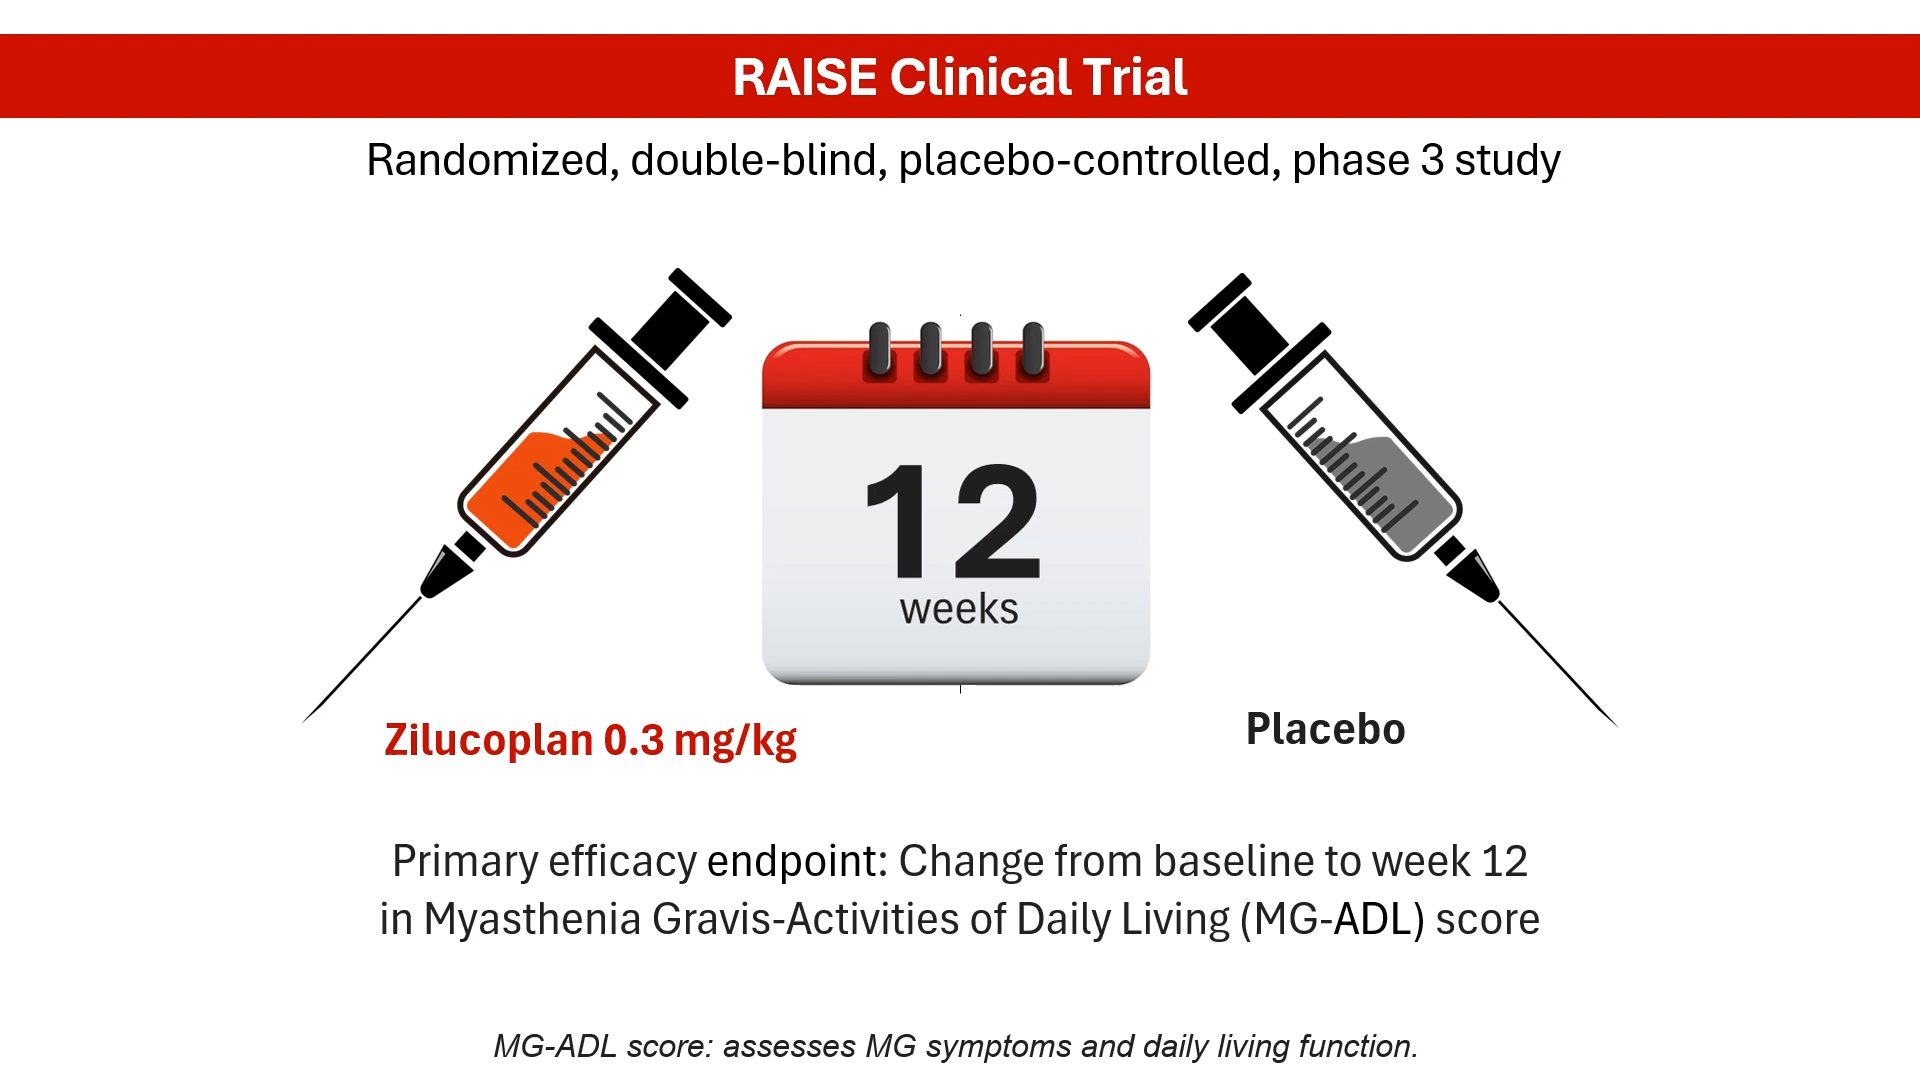 RAISE Clinical Trial
Randomized, double-blind, placebo-controlled, phase 3 study
12
weeks
Zilucoplan 0.3 mg/kg
Placebo
Primary efficacy endpoint: Change from baseline to week 12
in Myasthenia Gravis-Activities of Daily Living (MG-ADL) score
MG-ADL score: assesses MG symptoms and daily living function.